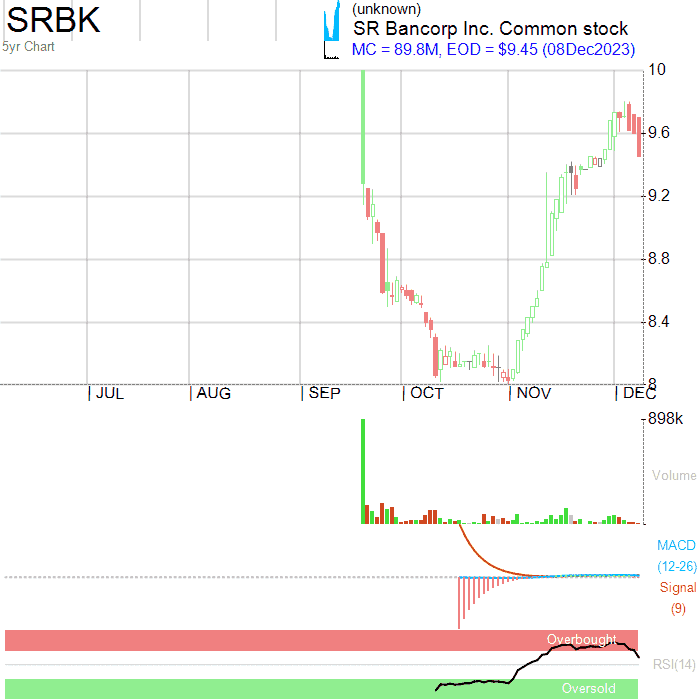 SRBK
5yr Chart
(unknown)
SR Bancorp Inc. Common stock
MC = 89.8M, EOD = $9.45 (08Dec2023)
10
9.6
9.2
8.8
8.4
8
JUL AUG SEP OCT NOV DEC
898k
Volume
MACD
(12-26)
Signal
(9)
Overbought
RSI(14)
Oversold